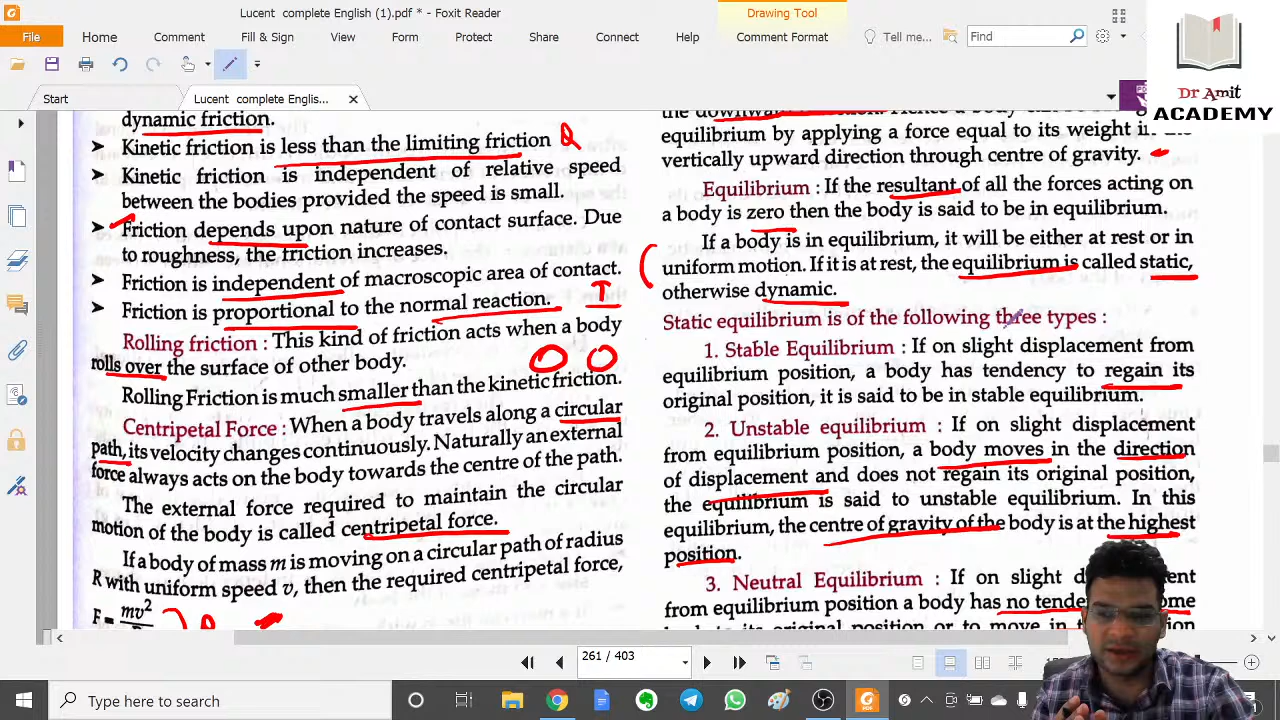 Lucent complete English (1).pdf * - Foxit Reader
Drawing Tool
File
Home
Comment
Fill & Sign
View
Form
Protect
Share
Connect
Help
Comment Format
Tell me...
Find
Start
Lucent complete Englis...
Dr Amit
ACADEMY
dynamic friction.
➤ Kinetic friction is less than the limiting friction
➤ Kinetic friction is independent of relative speed
between the bodies provided the speed is small.
➤ Friction depends upon nature of contact surface. Due
to roughness, the friction increases.
➤ Friction is independent of macroscopic area of contact.
➤ Friction is proportional to the normal reaction.
Rolling friction : This kind of friction acts when a body
rolls over the surface of other body.
Rolling Friction is much smaller than the kinetic friction.
Centripetal Force : When a body travels along a circular
path, its velocity changes continuously. Naturally an external
force always acts on the body towards the centre of the path.
The external force required to maintain the circular
motion of the body is called centripetal force.
If a body of mass m is moving on a circular path of radius
R with uniform speed v, then the required centripetal force,
F = mv²
the downward
equilibrium by applying a force equal to its weight in the
vertically upward direction through centre of gravity.
Equilibrium : If the resultant of all the forces acting on
a body is zero then the body is said to be in equilibrium.
If a body is in equilibrium, it will be either at rest or in
uniform motion. If it is at rest, the equilibrium is called static,
otherwise dynamic.
Static equilibrium is of the following three types :
1. Stable Equilibrium : If on slight displacement from
equilibrium position, a body has tendency to regain its
original position, it is said to be in stable equilibrium.
2. Unstable equilibrium : If on slight displacement
from equilibrium position, a body moves in the direction
of displacement and does not regain its original position,
the equilibrium is said to unstable equilibrium. In this
equilibrium, the centre of gravity of the body is at the highest
position.
3. Neutral Equilibrium : If on slight
from equilibrium position a body has no
original position or to move in
261 / 403
Type here to search